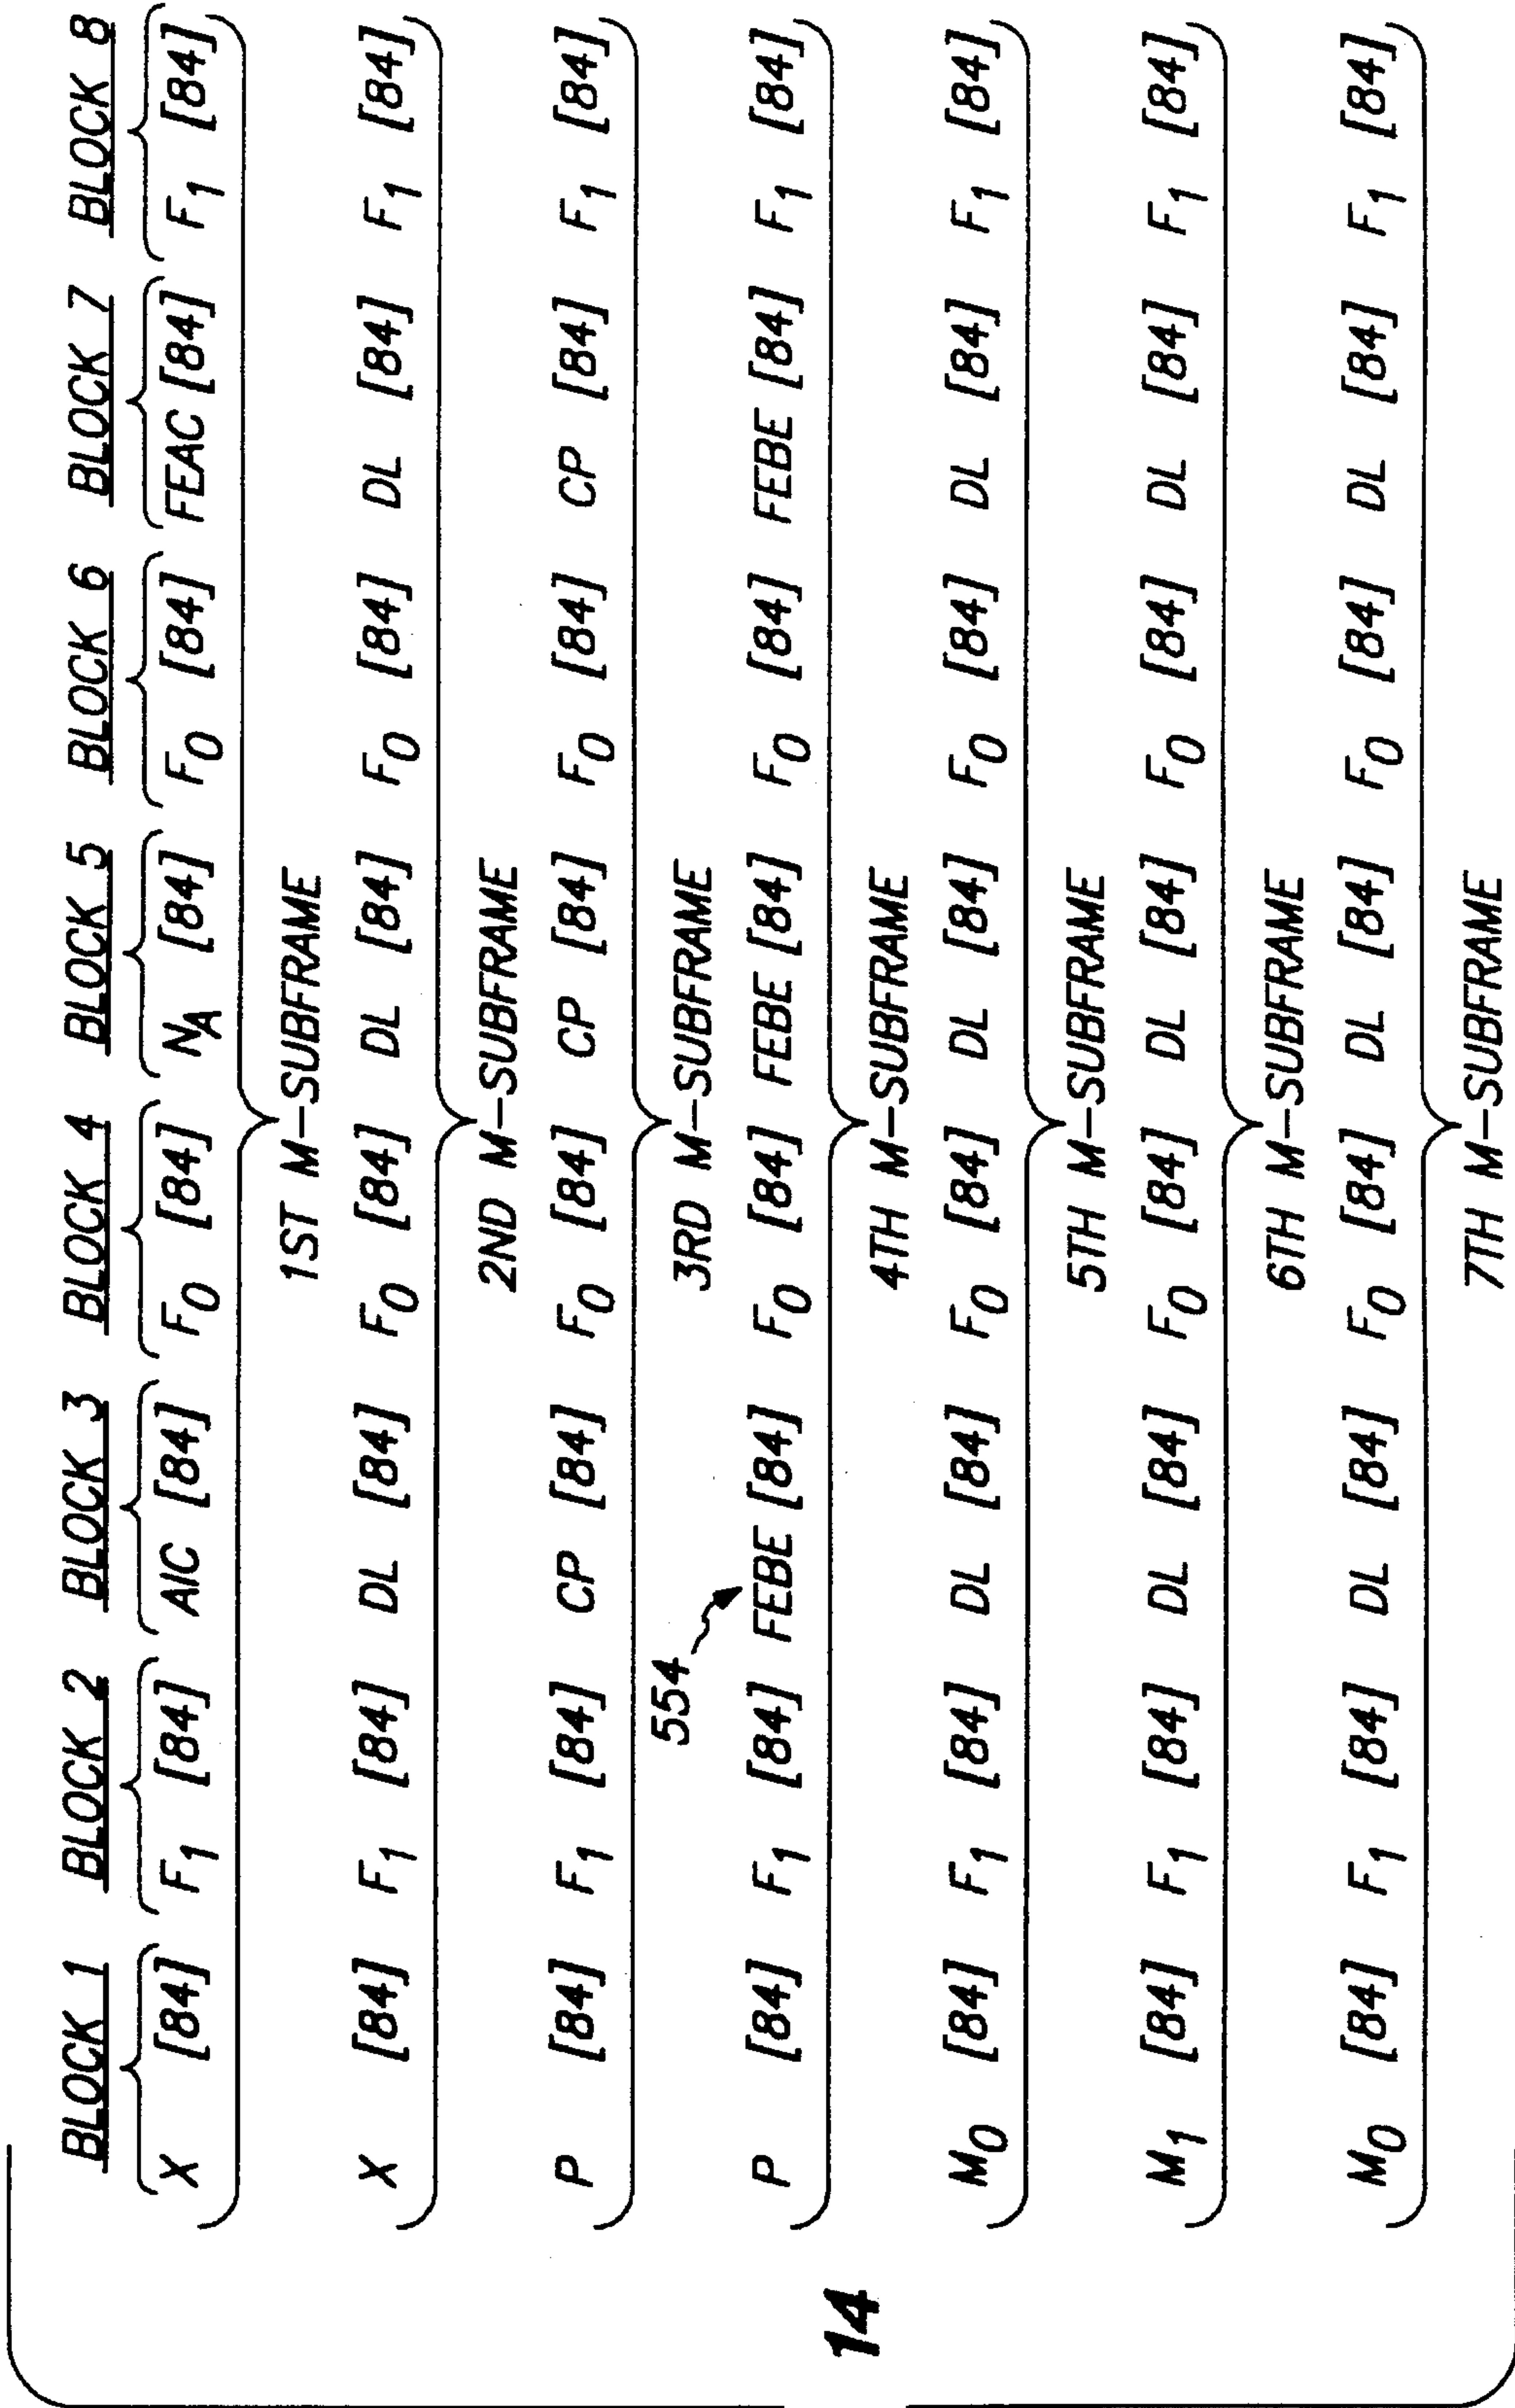 BLOCK 1 BLOCK 2 BLOCK 3 BLOCK 4 BLOCK 5 BLOCK 6 BLOCK 7 BLOCK 8
X [84] F1 [84] AIC [84] F0 [84] NA [84] F0 [84] FEAC [84] F1 [84]
1ST M-SUBFRAME
X [84] F1 [84] DL [84] F0 [84] DL [84] F0 [84] DL [84] F1 [84]
2ND M-SUBFRAME
P [84] F1 [84] CP [84] F0 [84] CP [84] F0 [84] CP [84] F1 [84]
3RD M-SUBFRAME
554
P [84] F1 [84] FEBE [84] F0 [84] FEBE [84] F0 [84] FEBE [84] F1 [84]
4TH M-SUBFRAME
M0 [84] F1 [84] DL [84] F0 [84] DL [84] F0 [84] DL [84] F1 [84]
5TH M-SUBFRAME
M1 [84] F1 [84] DL [84] F0 [84] DL [84] F0 [84] DL [84] F1 [84]
6TH M-SUBFRAME
M0 [84] F1 [84] DL [84] F0 [84] DL [84] F0 [84] DL [84] F1 [84]
7TH M-SUBFRAME
14